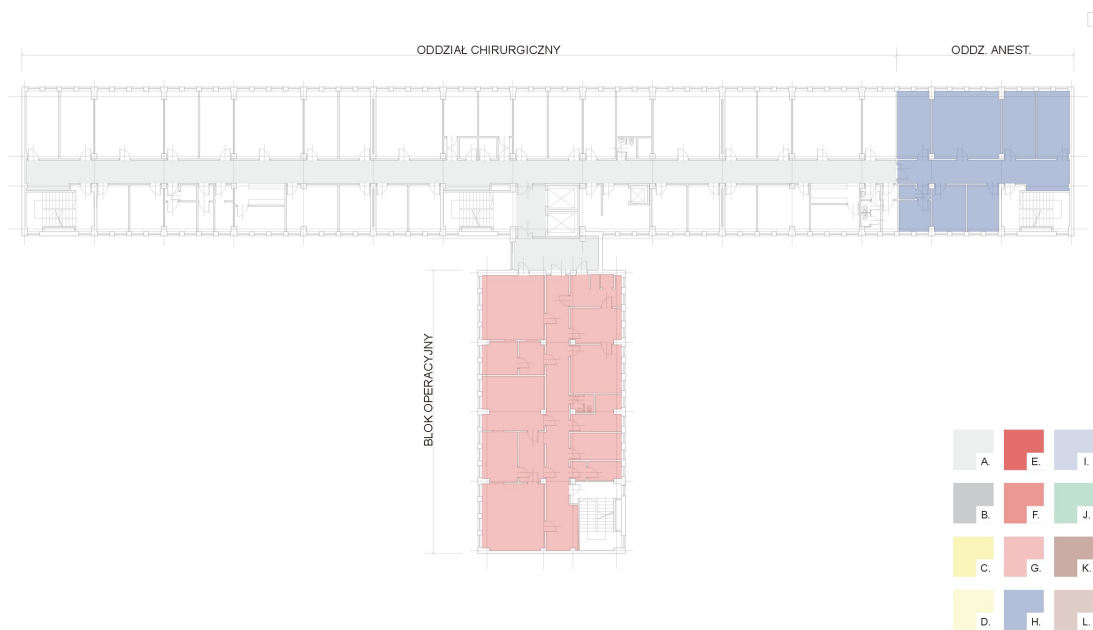 ODDZIAŁ CHIRURGICZNY
ODDZ. ANEST.
BLOK OPERACYJNY
A.
E.
I.
B.
F.
J.
C.
G.
K.
D.
H.
L.